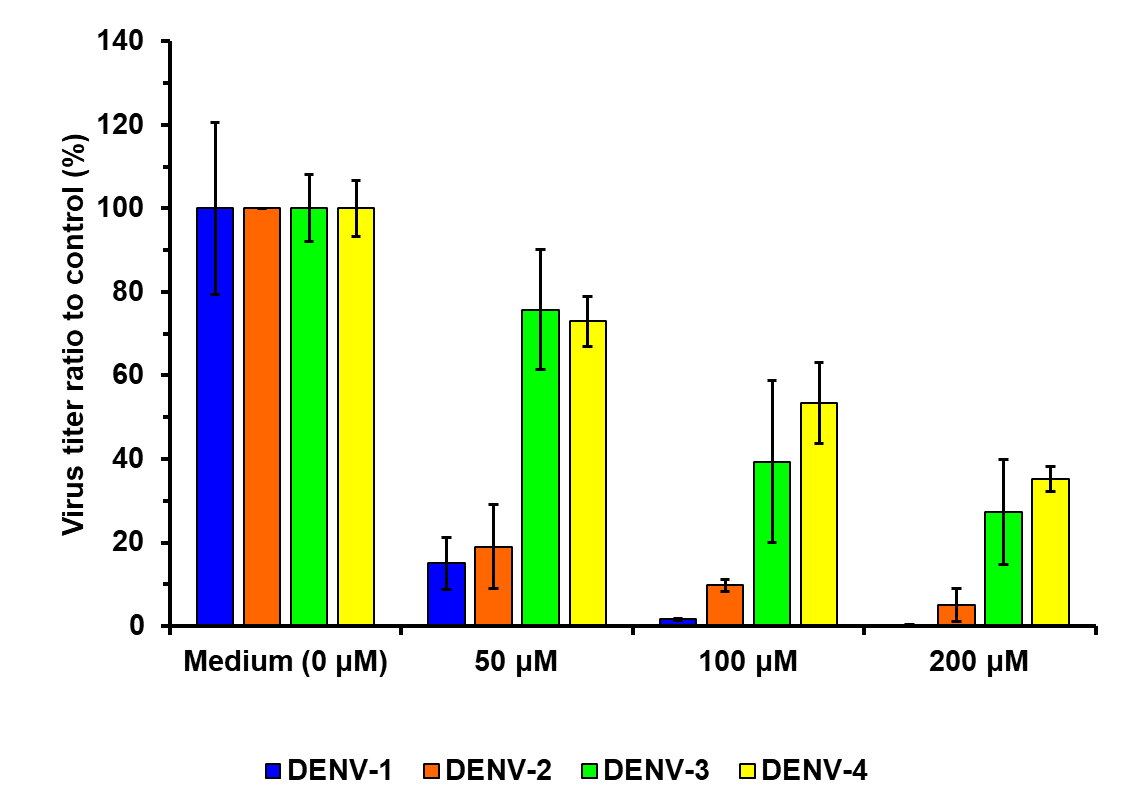 140
120
100
80
60
40
20
0
Virus titer ratio to control (%)
Medium (0 µM) 50 µM 100 µM 200 µM
DENV-1 DENV-2 DENV-3 DENV-4